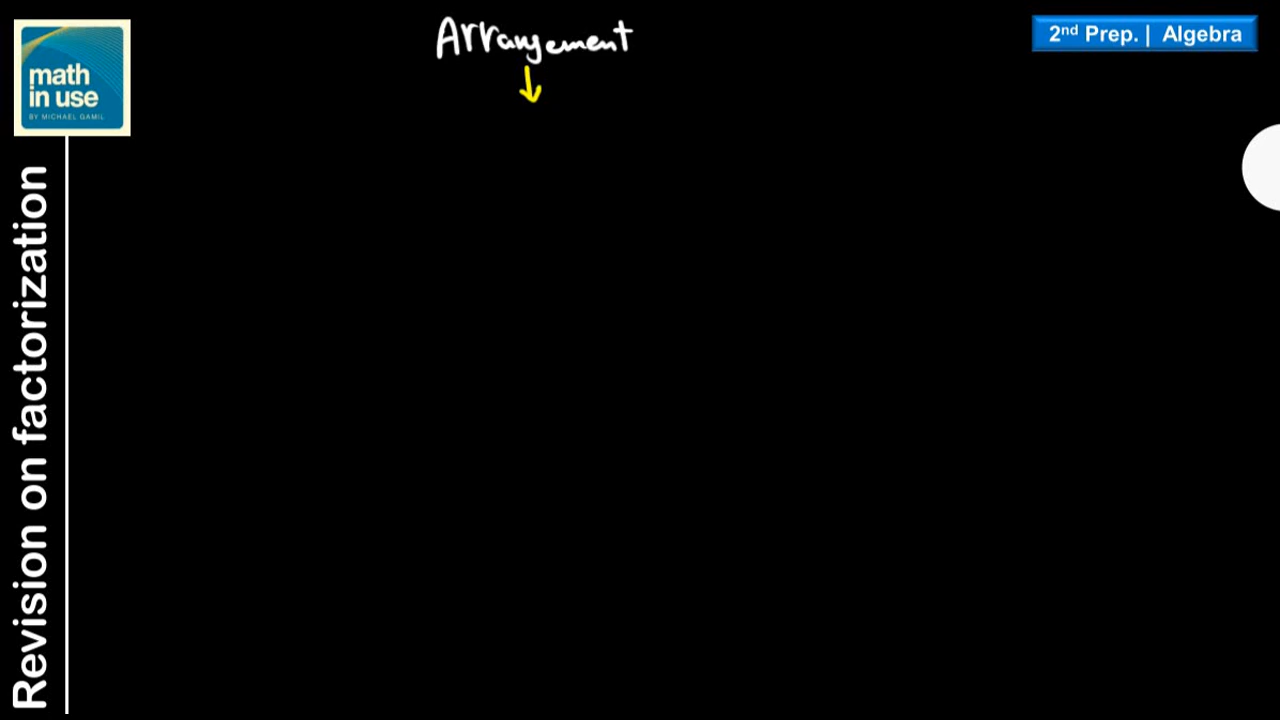 Arrangement
2nd Prep. | Algebra
math
in use
BY MICHAEL GAMIL
Revision on factorization